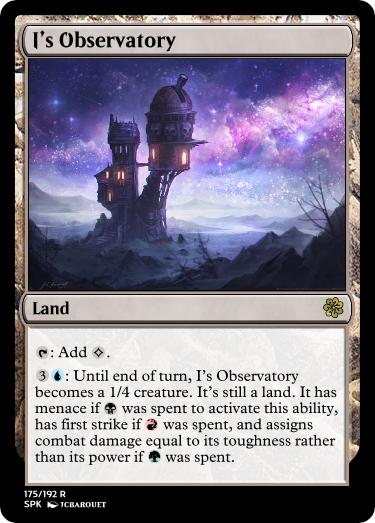 I's Observatory
Land
: Add .
3 : Until end of turn, I's Observatory
becomes a 1/4 creature. It's still a land. It has
menace if was spent to activate this ability,
has first strike if was spent, and assigns
combat damage equal to its toughness rather
than its power if was spent.
175/192 R
SPK TCBAROUET